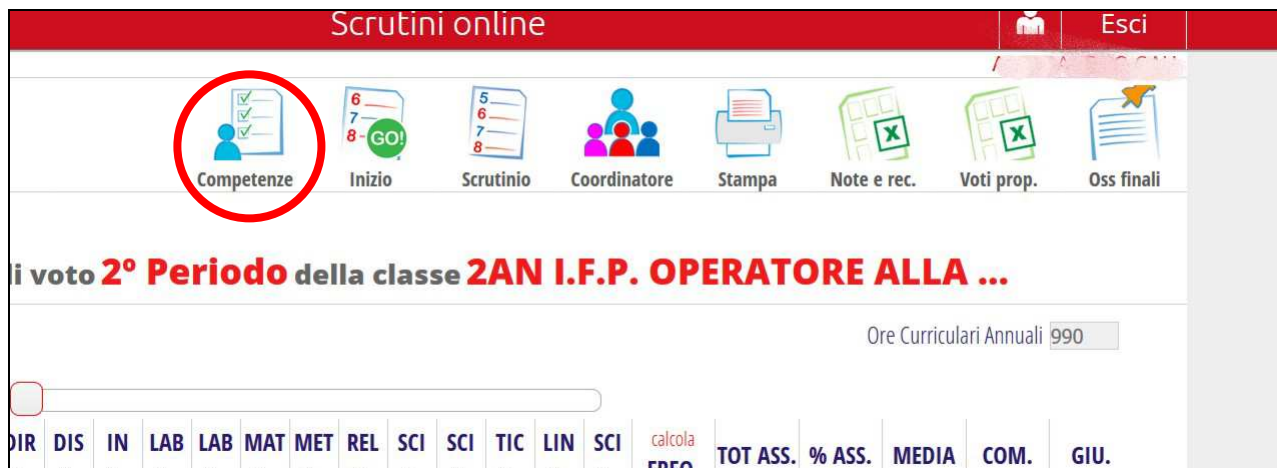 Scrutini online Esci
Competenze Inizio Scrutinio Coordinatore Stampa Note e rec. Voti prop. Oss finali
li voto 2° Periodo della classe 2AN I.F.P. OPERATORE ALLA ...
Ore Curriculari Annuali 990
DIR DIS IN LAB LAB MAT MET REL SCI SCI TIC LIN SCI calcola TOT ASS. % ASS. MEDIA COM. GIU.
FREQ